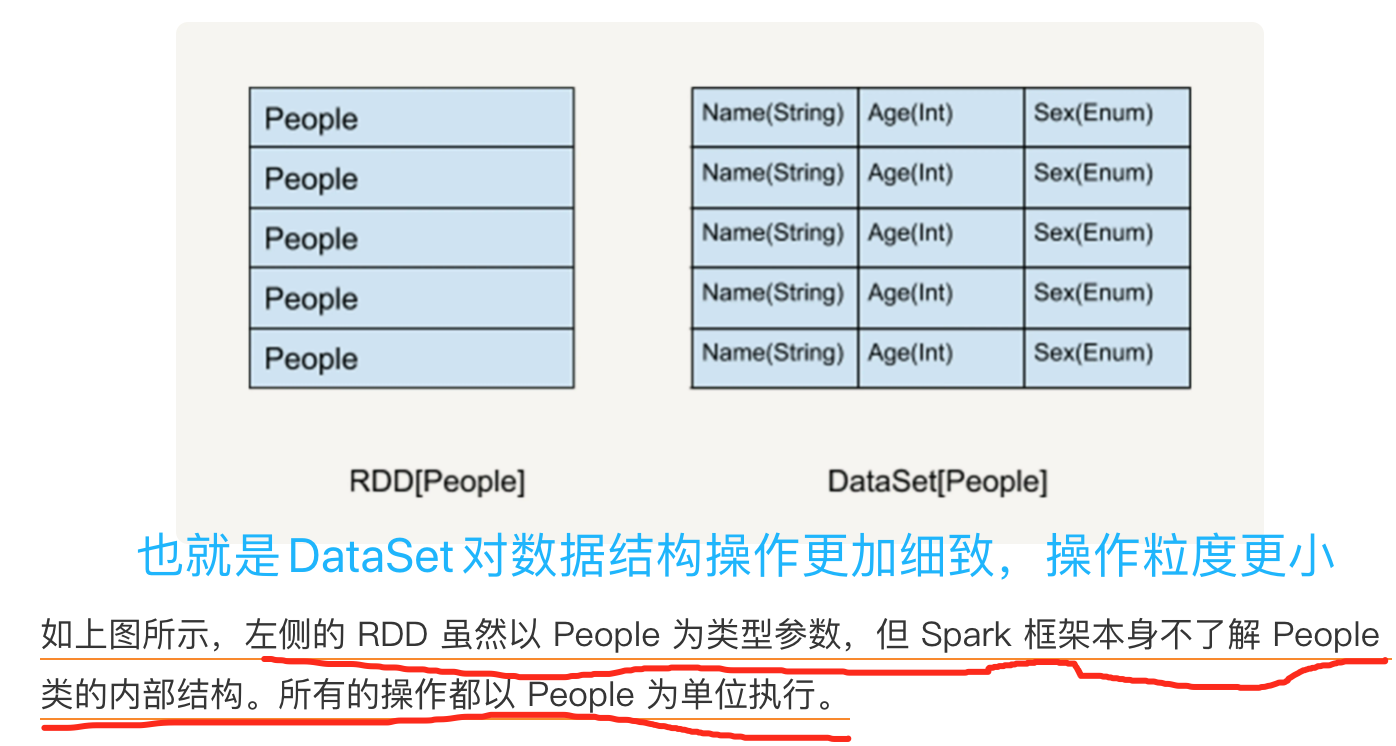 People Name(String) Age(Int) Sex(Enum)
People Name(String) Age(Int) Sex(Enum)
People Name(String) Age(Int) Sex(Enum)
People Name(String) Age(Int) Sex(Enum)
People Name(String) Age(Int) Sex(Enum)
RDD[People] DataSet[People]
也就是DataSet对数据结构操作更加细致，操作粒度更小
如上图所示，左侧的 RDD 虽然以 People 为类型参数，但 Spark 框架本身不了解 People
类的内部结构。所有的操作都以 People 为单位执行。